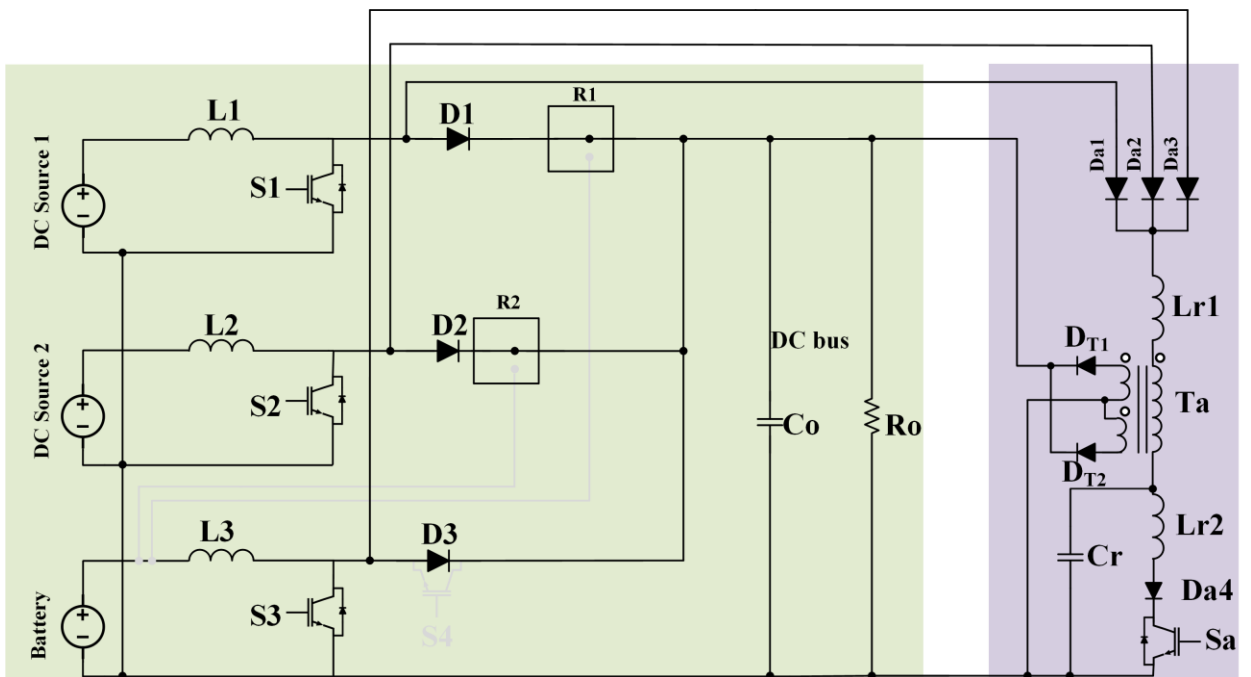 L1
D1
R1
DC Source 1
S1
Da1
Da2
Da3
L2
D2
R2
DC Source 2
S2
DC bus
Co
Ro
Lr1
DT1
Ta
DT2
L3
D3
Battery
S3
S4
Cr
Lr2
Da4
Sa